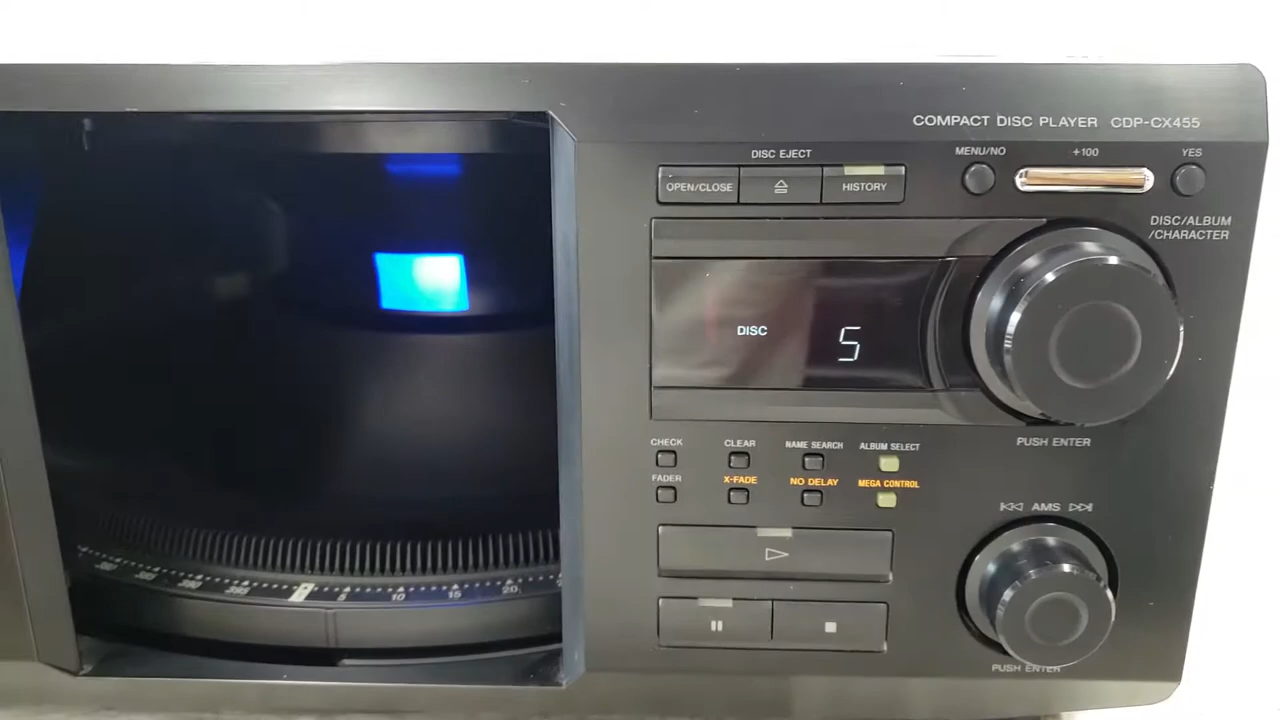 COMPACT DISC PLAYER CDP-CX455
DISC EJECT
MENU/NO
+100
YES
OPEN/CLOSE
HISTORY
DISC/ALBUM
/CHARACTER
DISC 5
PUSH ENTER
CHECK
CLEAR
NAME SEARCH
ALBUM SELECT
FADER
X-FADE
NO DELAY
MEGA CONTROL
AMS
395
5
10
15
20
PUSH ENTER